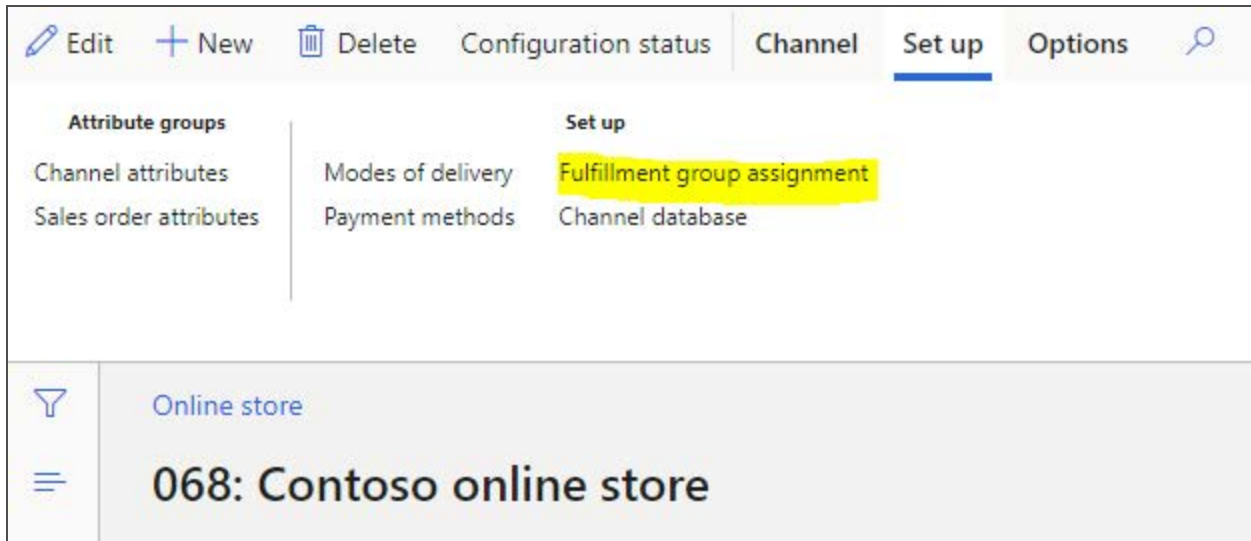 Edit New Delete Configuration status Channel Set up Options
Attribute groups
Channel attributes
Sales order attributes
Modes of delivery
Payment methods
Set up
Fulfillment group assignment
Channel database
Online store
068: Contoso online store